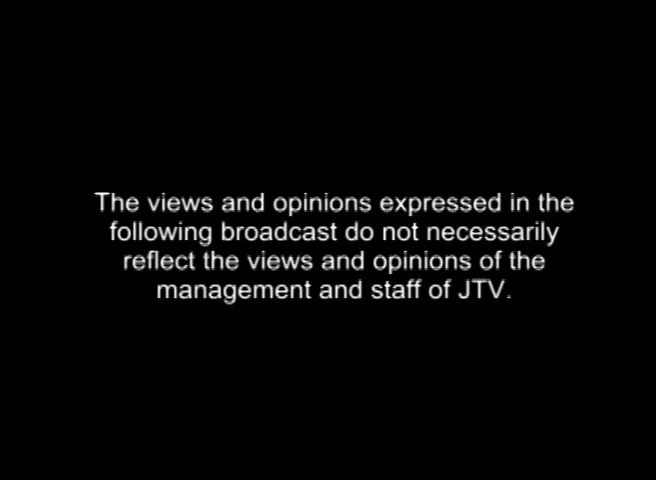 The views and opinions expressed in the
following broadcast do not necessarily
reflect the views and opinions of the
management and staff of JTV.